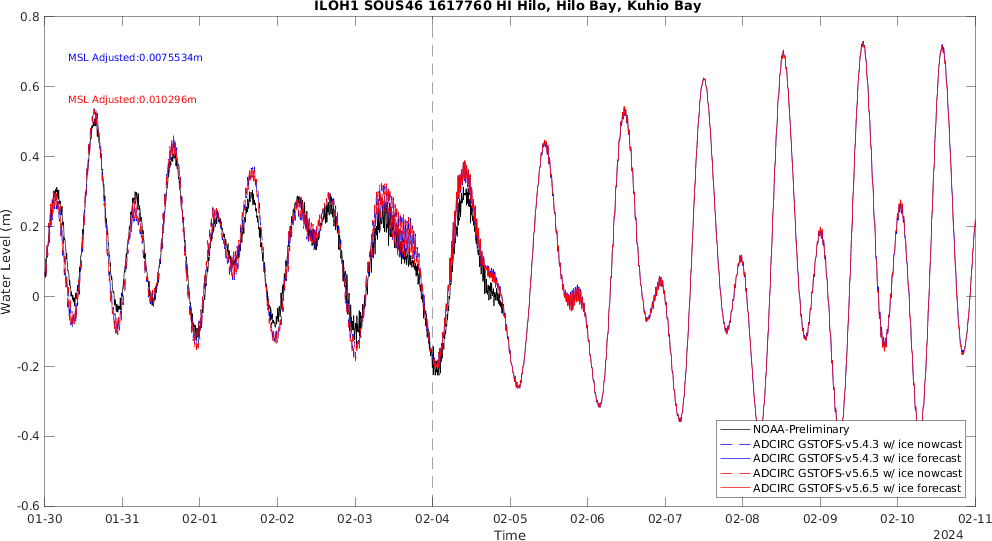 ILOH1 SOUS46 1617760 HI Hilo, Hilo Bay, Kuhio Bay
MSL Adjusted:0.0075534m
MSL Adjusted:0.010296m
Water Level (m)
0.8
0.6
0.4
0.2
0
-0.2
-0.4
-0.6
NOAA-Preliminary
ADCIRC GSTOFS-v5.4.3 w/ ice nowcast
ADCIRC GSTOFS-v5.4.3 w/ ice forecast
ADCIRC GSTOFS-v5.6.5 w/ ice nowcast
ADCIRC GSTOFS-v5.6.5 w/ ice forecast
01-30 01-31 02-01 02-02 02-03 02-04 02-05 02-06 02-07 02-08 02-09 02-10 02-11
Time
2024